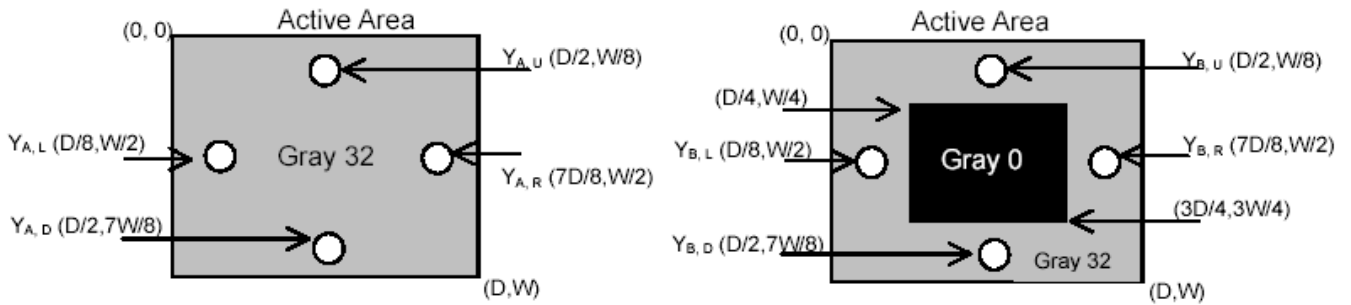 Active Area
(0, 0)
YA, U (D/2,W/8)
YA, L (D/8,W/2)
Gray 32
YA, R (7D/8,W/2)
YA, D (D/2,7W/8)
(D,W)
Active Area
(0, 0)
YB, U (D/2,W/8)
(D/4,W/4)
YB, L (D/8,W/2)
Gray 0
YB, R (7D/8,W/2)
(3D/4,3W/4)
YB, D (D/2,7W/8)
Gray 32
(D,W)